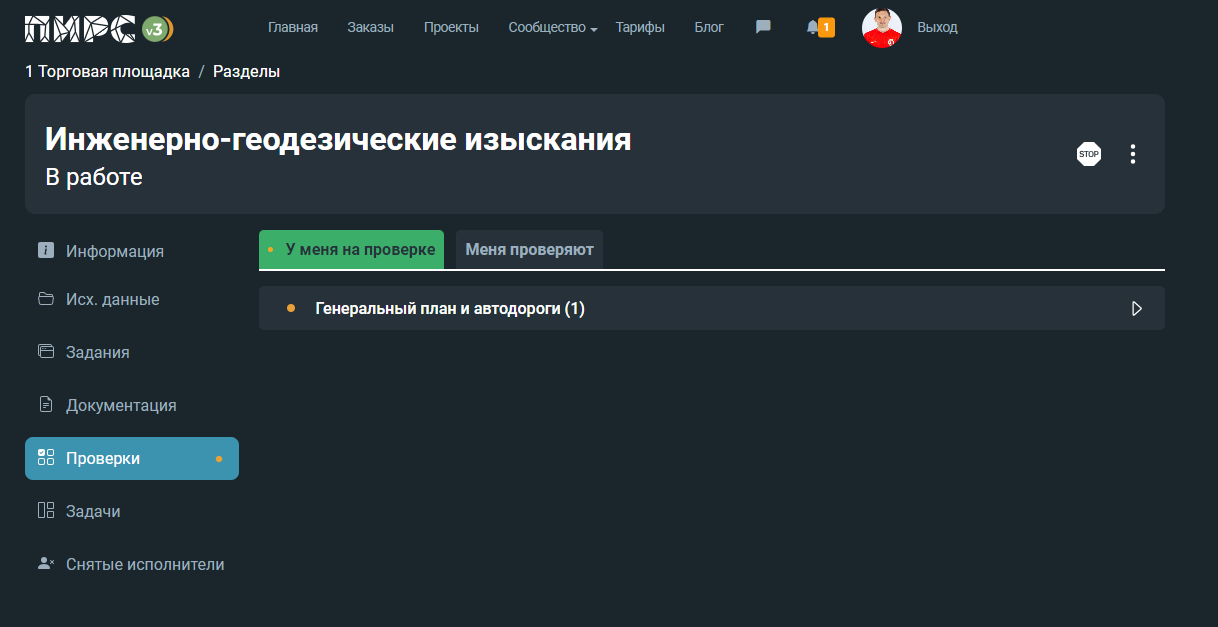 ПИРС v3 Главная Заказы Проекты Сообщество Тарифы Блог 1 Выход
1 Торговая площадка / Разделы
Инженерно-геодезические изыскания
В работе
STOP
Информация
Исх. данные
Задания
Документация
Проверки
Задачи
Снятые исполнители
У меня на проверке Меня проверяют
Генеральный план и автодороги (1)